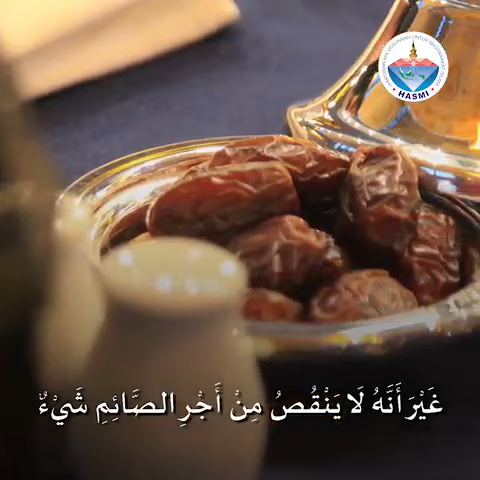 HASMI
غَيْرَ أَنَّهُ لَا يَنْقُصُ مِنْ أَجْرِ الصَّائِمِ شَيْءٌ